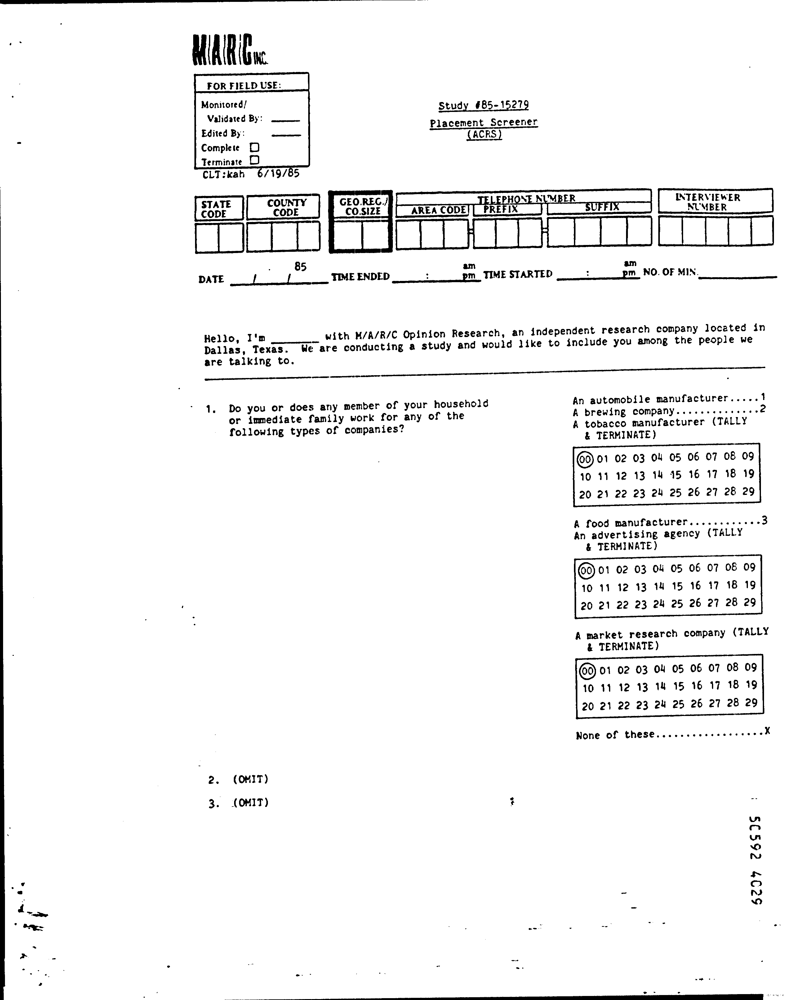 M/A/R/C INC.
FOR FIELD USE:
Monitored/
Validated By: ____
Edited By: ____
Complete ☐
Terminate ☐
CLT:kah 6/19/85
Study #85-15279
Placement Screener
(ACRS)
STATE CODE
COUNTY CODE
GEO.REG./ CO.SIZE
TELEPHONE NUMBER
AREA CODE PREFIX SUFFIX
INTERVIEWER NUMBER
DATE ___/___/ 85 TIME ENDED ____:____ am pm TIME STARTED ____:____ am pm NO. OF MIN. ________
Hello, I'm _______ with M/A/R/C Opinion Research, an independent research company located in
Dallas, Texas. We are conducting a study and would like to include you among the people we
are talking to.
1. Do you or does any member of your household
or immediate family work for any of the
following types of companies?
An automobile manufacturer.....1
A brewing company..............2
A tobacco manufacturer (TALLY
& TERMINATE)
00 01 02 03 04 05 06 07 08 09
10 11 12 13 14 15 16 17 18 19
20 21 22 23 24 25 26 27 28 29
A food manufacturer............3
An advertising agency (TALLY
& TERMINATE)
00 01 02 03 04 05 06 07 08 09
10 11 12 13 14 15 16 17 18 19
20 21 22 23 24 25 26 27 28 29
A market research company (TALLY
& TERMINATE)
00 01 02 03 04 05 06 07 08 09
10 11 12 13 14 15 16 17 18 19
20 21 22 23 24 25 26 27 28 29
None of these..................X
2. (OMIT)
3. (OMIT)
5C592 4C29